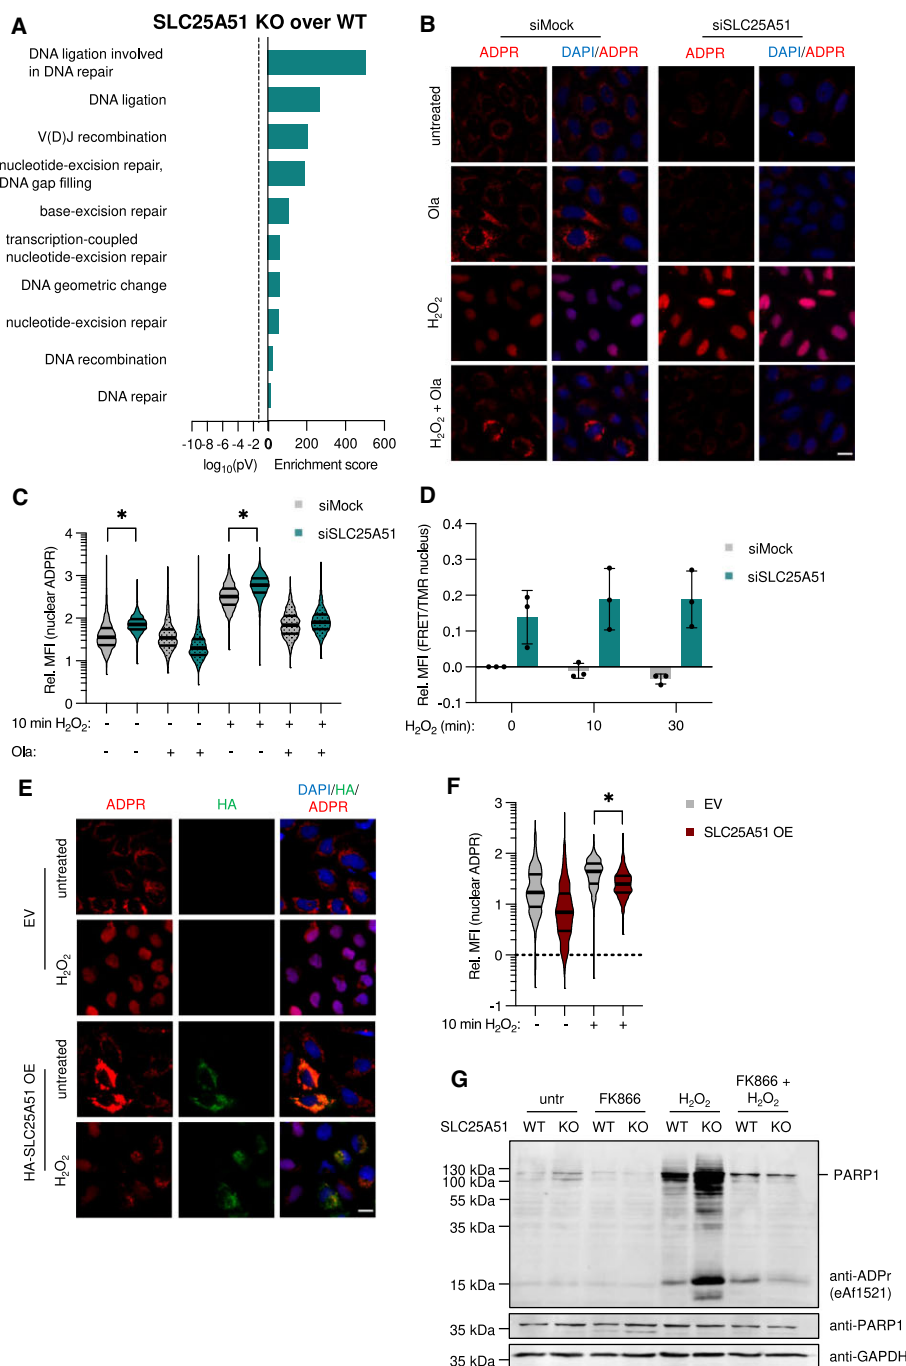 A
SLC25A51 KO over WT
DNA ligation involved
in DNA repair
DNA ligation
V(D)J recombination
nucleotide-excision repair,
DNA gap filling
base-excision repair
transcription-coupled
nucleotide-excision repair
DNA geometric change
nucleotide-excision repair
DNA recombination
DNA repair
-10 -8 -6 -4 -2 0 0 200 400 600
log10(pV) Enrichment score
B
siMock siSLC25A51
ADPR DAPI/ADPR ADPR DAPI/ADPR
untreated
Ola
H2O2
H2O2 + Ola
C
siMock
siSLC25A51
Rel. MFI (nuclear ADPR)
4
3
2
1
0
* *
10 min H2O2: - - - - + + + +
Ola: - - + + - - + +
D
siMock
siSLC25A51
Rel. MFI (FRET/TMR nucleus)
0.4
0.3
0.2
0.1
0.0
-0.1
H2O2 (min): 0 10 30
E
ADPR HA DAPI/HA/
ADPR
EV
untreated
H2O2
HA-SLC25A51 OE
untreated
H2O2
F
EV
SLC25A51 OE
Rel. MFI (nuclear ADPR)
3
2
1
0
-1
*
10 min H2O2: - - + +
G
untr FK866 H2O2 FK866 +
H2O2
SLC25A51 WT KO WT KO WT KO WT KO
130 kDa
100 kDa
55 kDa
35 kDa
15 kDa
PARP1
anti-ADPr
(eAf1521)
35 kDa
anti-PARP1
35 kDa
anti-GAPDH